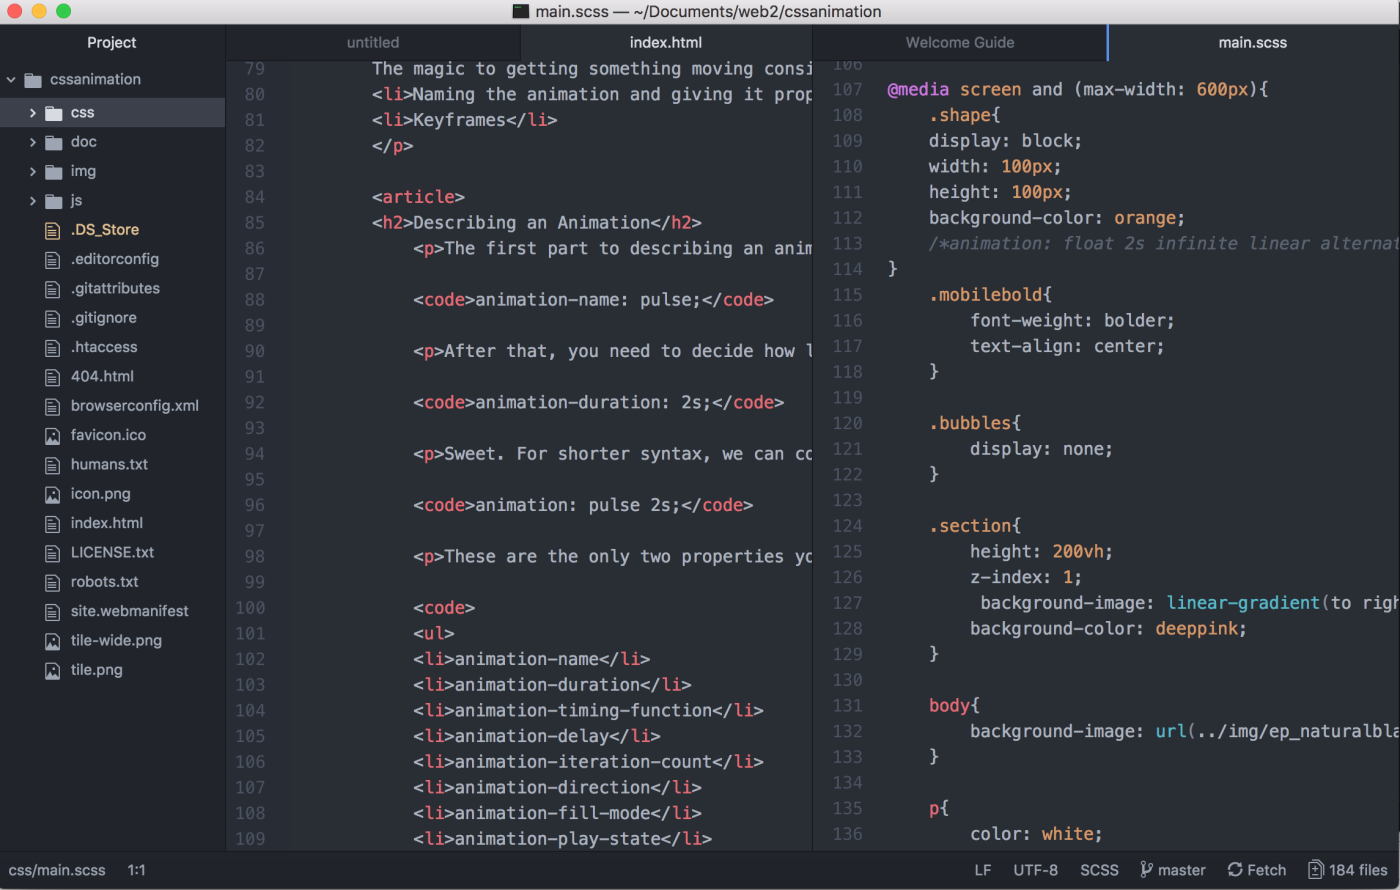 main.scss — ~/Documents/web2/cssanimation
Project
cssanimation
css
doc
img
js
.DS_Store
.editorconfig
.gitattributes
.gitignore
.htaccess
404.html
browserconfig.xml
favicon.ico
humans.txt
icon.png
index.html
LICENSE.txt
robots.txt
site.webmanifest
tile-wide.png
tile.png
untitled
index.html
79 The magic to getting something moving consi
80 <li>Naming the animation and giving it prop
81 <li>Keyframes</li>
82 </p>
83
84 <article>
85 <h2>Describing an Animation</h2>
86 <p>The first part to describing an anim
87
88 <code>animation-name: pulse;</code>
89
90 <p>After that, you need to decide how l
91
92 <code>animation-duration: 2s;</code>
93
94 <p>Sweet. For shorter syntax, we can co
95
96 <code>animation: pulse 2s;</code>
97
98 <p>These are the only two properties yo
99
100 <code>
101 <ul>
102 <li>animation-name</li>
103 <li>animation-duration</li>
104 <li>animation-timing-function</li>
105 <li>animation-delay</li>
106 <li>animation-iteration-count</li>
107 <li>animation-direction</li>
108 <li>animation-fill-mode</li>
109 <li>animation-play-state</li>
Welcome Guide
main.scss
106
107 @media screen and (max-width: 600px){
108 .shape{
109 display: block;
110 width: 100px;
111 height: 100px;
112 background-color: orange;
113 /*animation: float 2s infinite linear alternat
114 }
115 .mobilebold{
116 font-weight: bolder;
117 text-align: center;
118 }
119
120 .bubbles{
121 display: none;
122 }
123
124 .section{
125 height: 200vh;
126 z-index: 1;
127 background-image: linear-gradient(to righ
128 background-color: deeppink;
129 }
130
131 body{
132 background-image: url(../img/ep_naturalbla
133 }
134
135 p{
136 color: white;
css/main.scss 1:1
LF UTF-8 SCSS master Fetch 184 files